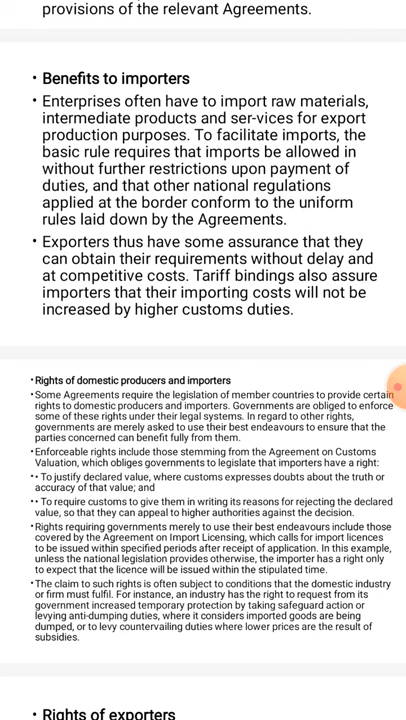 provisions of the relevant Agreements.
• Benefits to importers
• Enterprises often have to import raw materials,
intermediate products and ser-vices for export
production purposes. To facilitate imports, the
basic rule requires that imports be allowed in
without further restrictions upon payment of
duties, and that other national regulations
applied at the border conform to the uniform
rules laid down by the Agreements.
• Exporters thus have some assurance that they
can obtain their requirements without delay and
at competitive costs. Tariff bindings also assure
importers that their importing costs will not be
increased by higher customs duties.
• Rights of domestic producers and importers
• Some Agreements require the legislation of member countries to provide certain
rights to domestic producers and importers. Governments are obliged to enforce
some of these rights under their legal systems. In regard to other rights,
governments are merely asked to use their best endeavours to ensure that the
parties concerned can benefit fully from them.
• Enforceable rights include those stemming from the Agreement on Customs
Valuation, which obliges governments to legislate that importers have a right:
• • To justify declared value, where customs expresses doubts about the truth or
accuracy of that value; and
• • To require customs to give them in writing its reasons for rejecting the declared
value, so that they can appeal to higher authorities against the decision.
• Rights requiring governments merely to use their best endeavours include those
covered by the Agreement on Import Licensing, which calls for import licences
to be issued within specified periods after receipt of application. In this example,
unless the national legislation provides otherwise, the importer has a right only
to expect that the licence will be issued within the stipulated time.
• The claim to such rights is often subject to conditions that the domestic industry
or firm must fulfil. For instance, an industry has the right to request from its
government increased temporary protection by taking safeguard action or
levying anti-dumping duties, where it considers imported goods are being
dumped, or to levy countervailing duties where lower prices are the result of
subsidies.
• Rights of exporters